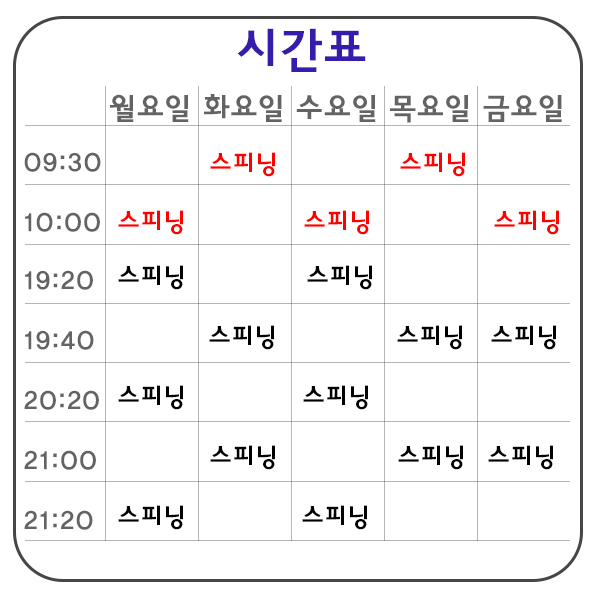 시간표
월요일 화요일 수요일 목요일 금요일
09:30 스피닝 스피닝
10:00 스피닝 스피닝 스피닝
19:20 스피닝 스피닝
19:40 스피닝 스피닝 스피닝
20:20 스피닝 스피닝
21:00 스피닝 스피닝 스피닝
21:20 스피닝 스피닝